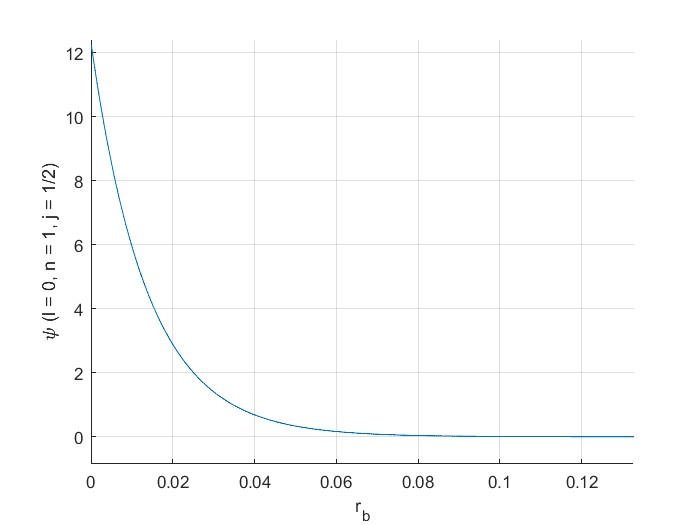 12
10
8
6
4
2
0
ψ (l = 0, n = 1, j = 1/2)
0 0.02 0.04 0.06 0.08 0.1 0.12
r_b